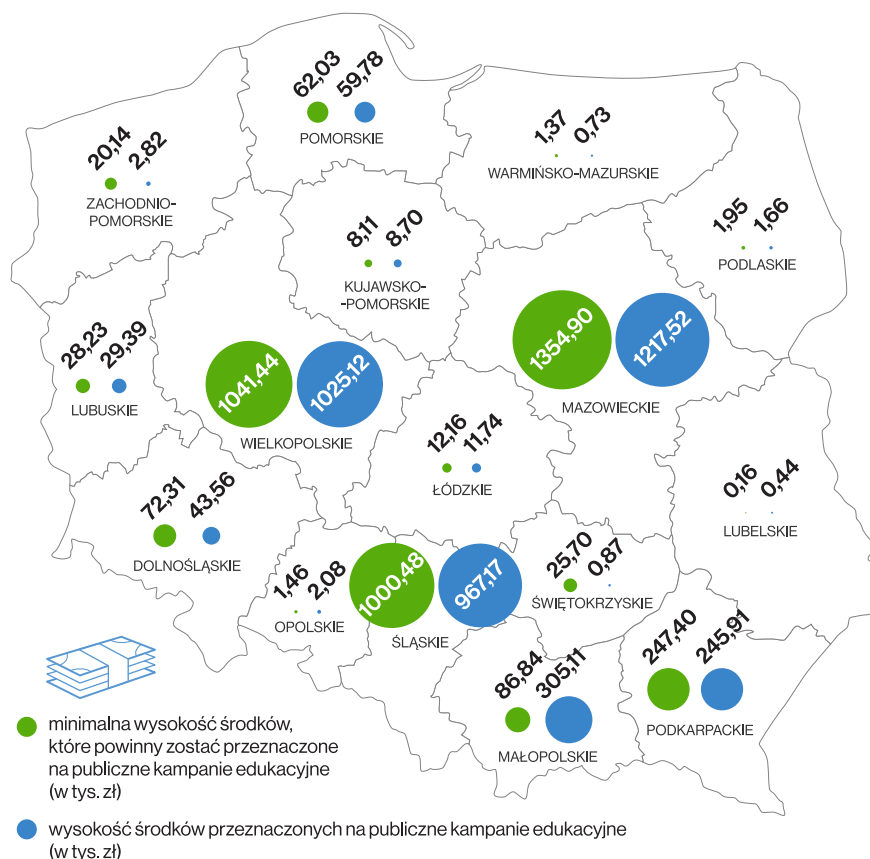 62,03 59,78
POMORSKIE
1,37 0,73
WARMIŃSKO-MAZURSKIE
20,14 2,82
ZACHODNIO-
POMORSKIE
1,95 1,66
PODLASKIE
8,11 8,70
KUJAWSKO-
-POMORSKIE
1354,90 1217,52
MAZOWIECKIE
28,23 29,39
LUBUSKIE
1041,44 1025,12
WIELKOPOLSKIE
12,16 11,74
ŁÓDZKIE
0,16 0,44
LUBELSKIE
72,31 43,56
DOLNOŚLĄSKIE
1,46 2,08
OPOLSKIE
1000,48 967,17
ŚLĄSKIE
25,70 0,87
ŚWIĘTOKRZYSKIE
86,84 305,11
MAŁOPOLSKIE
247,40 245,91
PODKARPACKIE
minimalna wysokość środków,
które powinny zostać przeznaczone
na publiczne kampanie edukacyjne
(w tys. zł)
wysokość środków przeznaczonych na publiczne kampanie edukacyjne
(w tys. zł)